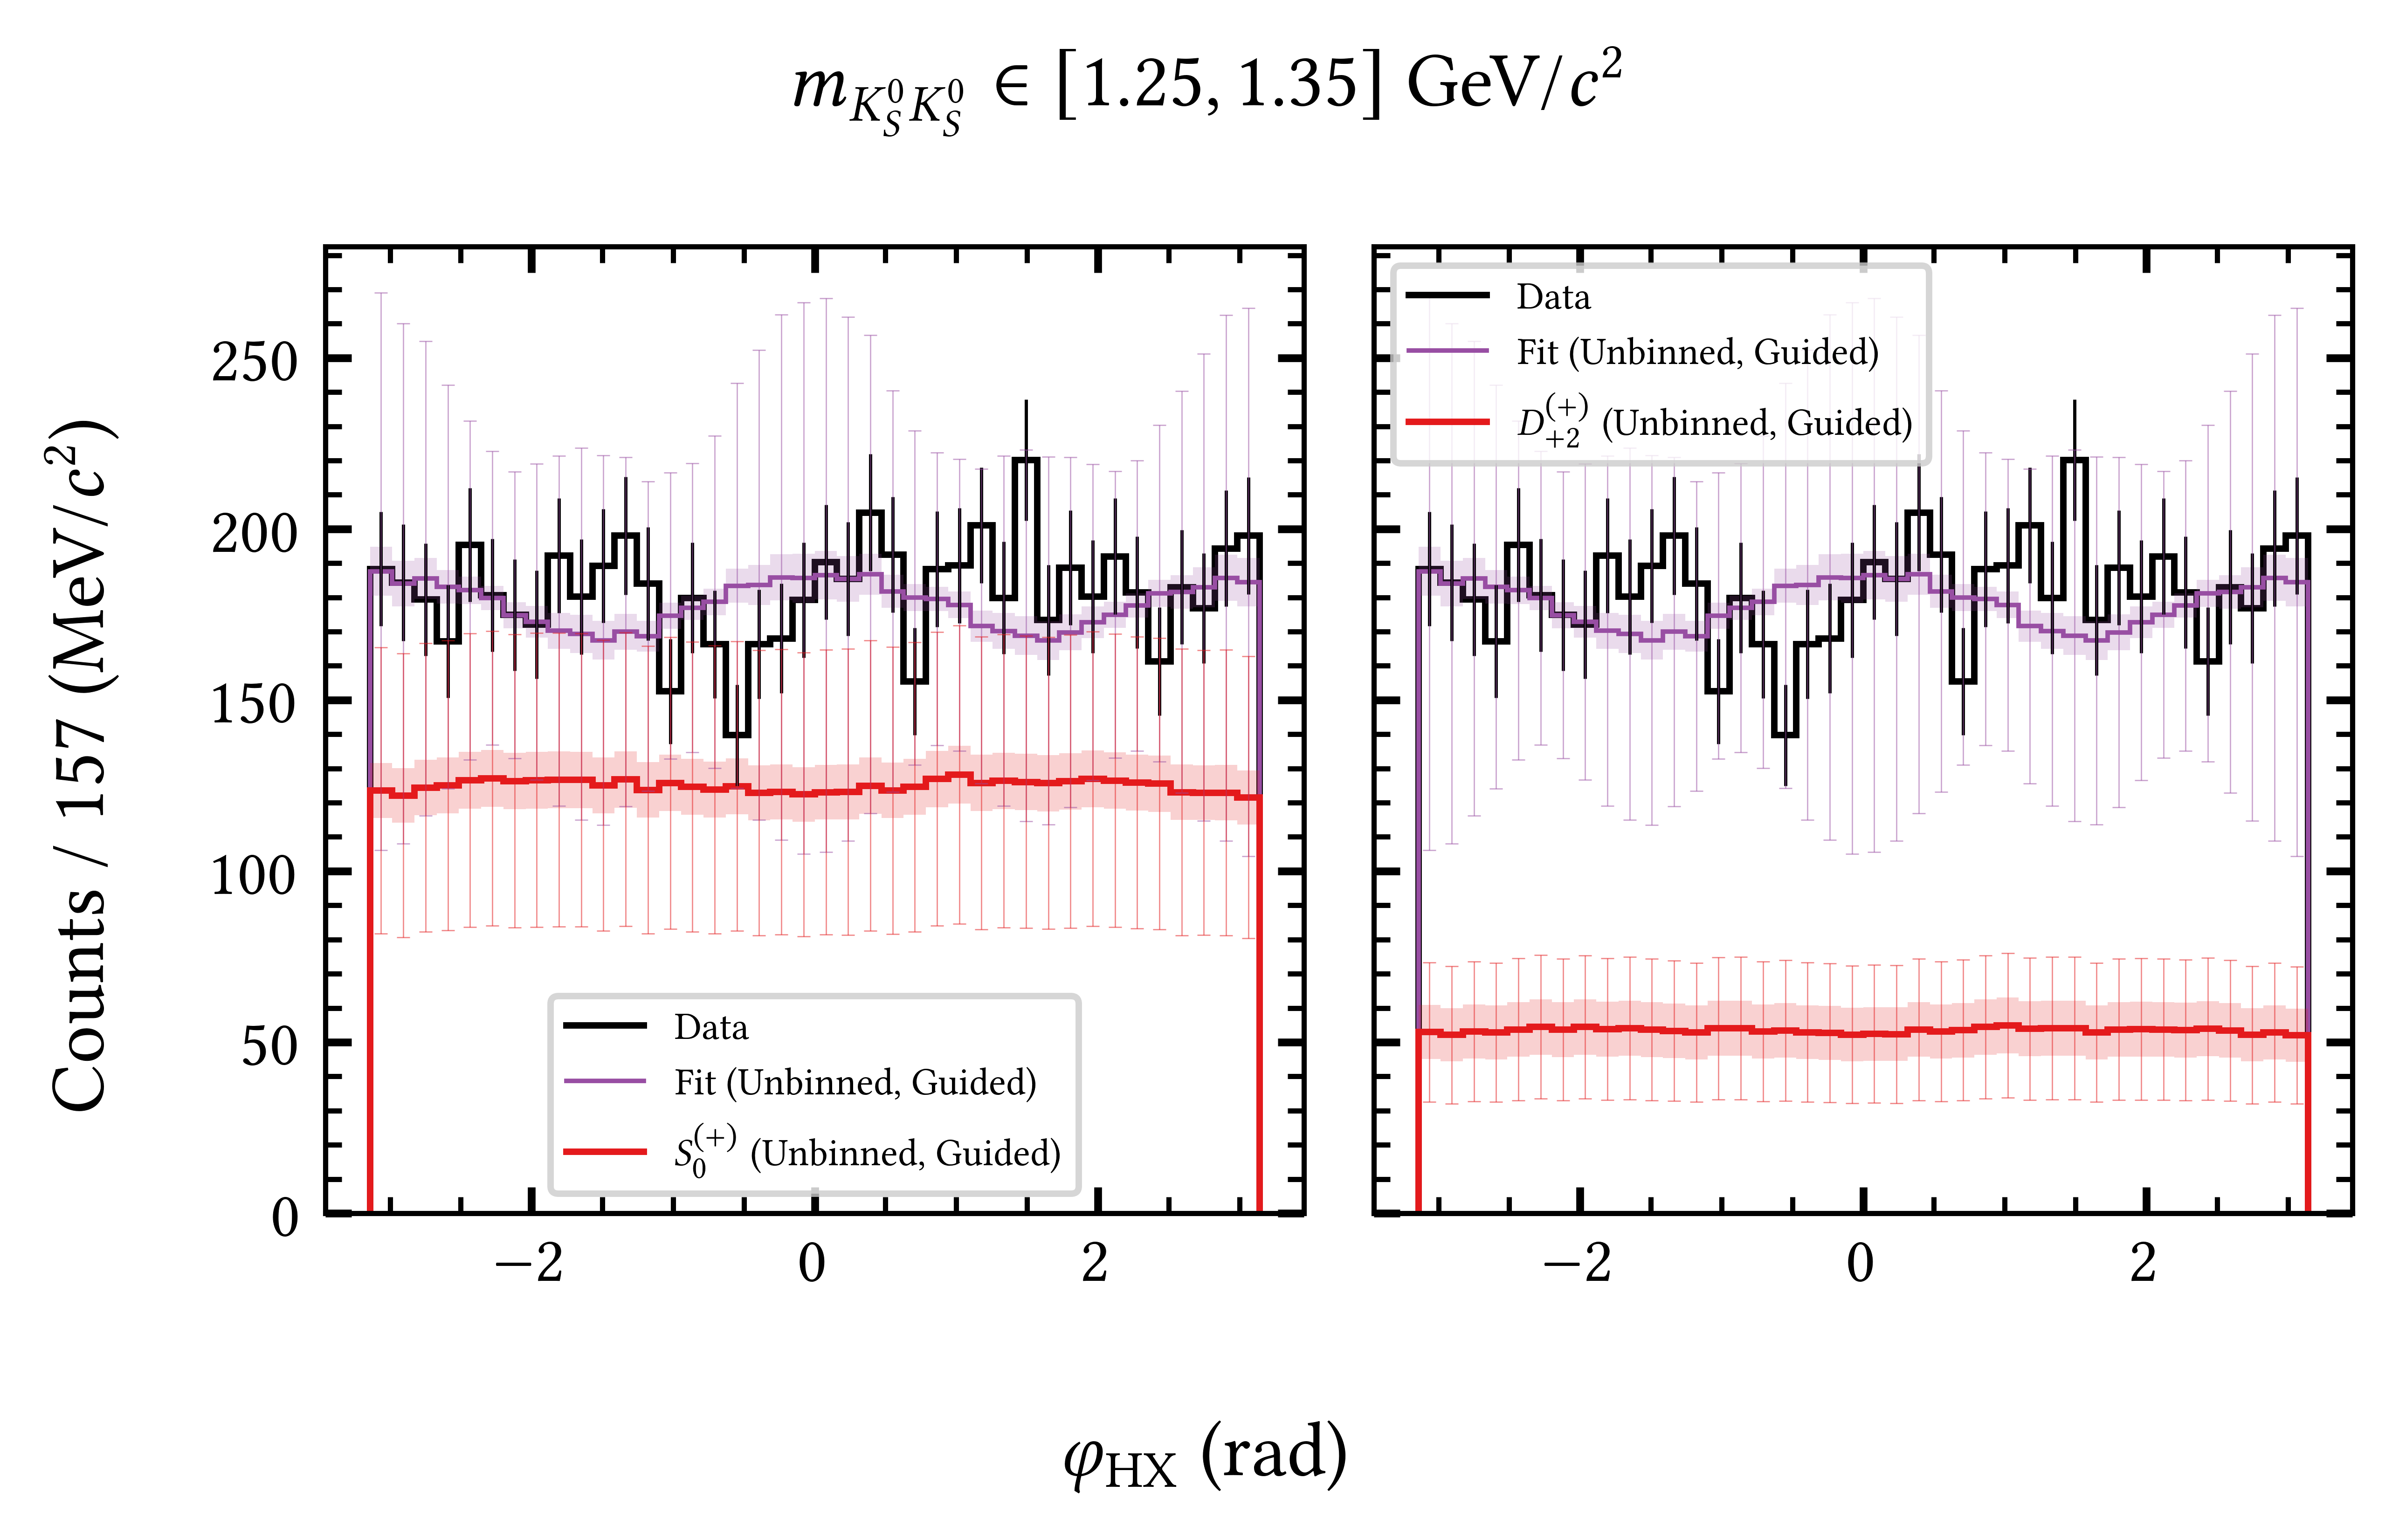 m_{K_S^0 K_S^0} ∈ [1.25, 1.35] GeV/c²
Counts / 157 (MeV/c²)
250
200
150
100
50
0
−2
0
2
Data
Fit (Unbinned, Guided)
S_0^{(+)} (Unbinned, Guided)
Data
Fit (Unbinned, Guided)
D_{+2}^{(+)} (Unbinned, Guided)
−2
0
2
φ_{HX} (rad)